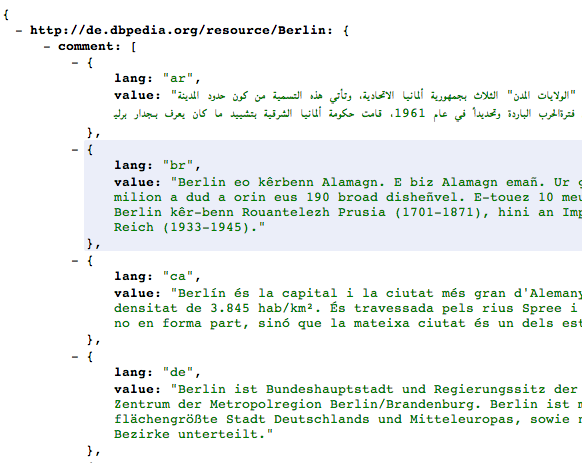 {
- http://de.dbpedia.org/resource/Berlin: {
- comment: [
- {
lang: "ar",
value: "الولايات المدن" الثلاث بجمهورية ألمانيا الاتحادية، وتأتي هذه التسمية من كون حدود المدينة
فترةالحرب الباردة وتحديداً في عام 1961، قامت حكومة ألمانيا الشرقية بتشييد ما كان يعرف بجدار برلي
},
- {
lang: "br",
value: "Berlin eo kêrbenn Alamagn. E biz Alamagn emañ. Ur g
milion a dud a orin eus 190 broad disheñvel. E-touez 10 meu
Berlin kêr-benn Rouantelezh Prusia (1701-1871), hini an Imp
Reich (1933-1945)."
},
- {
lang: "ca",
value: "Berlín és la capital i la ciutat més gran d'Alemany
densitat de 3.845 hab/km². És travessada pels rius Spree i
no en forma part, sinó que la mateixa ciutat és un dels est
},
- {
lang: "de",
value: "Berlin ist Bundeshauptstadt und Regierungssitz der
Zentrum der Metropolregion Berlin/Brandenburg. Berlin ist m
flächengrößte Stadt Deutschlands und Mitteleuropas, sowie n
Bezirke unterteilt."
},